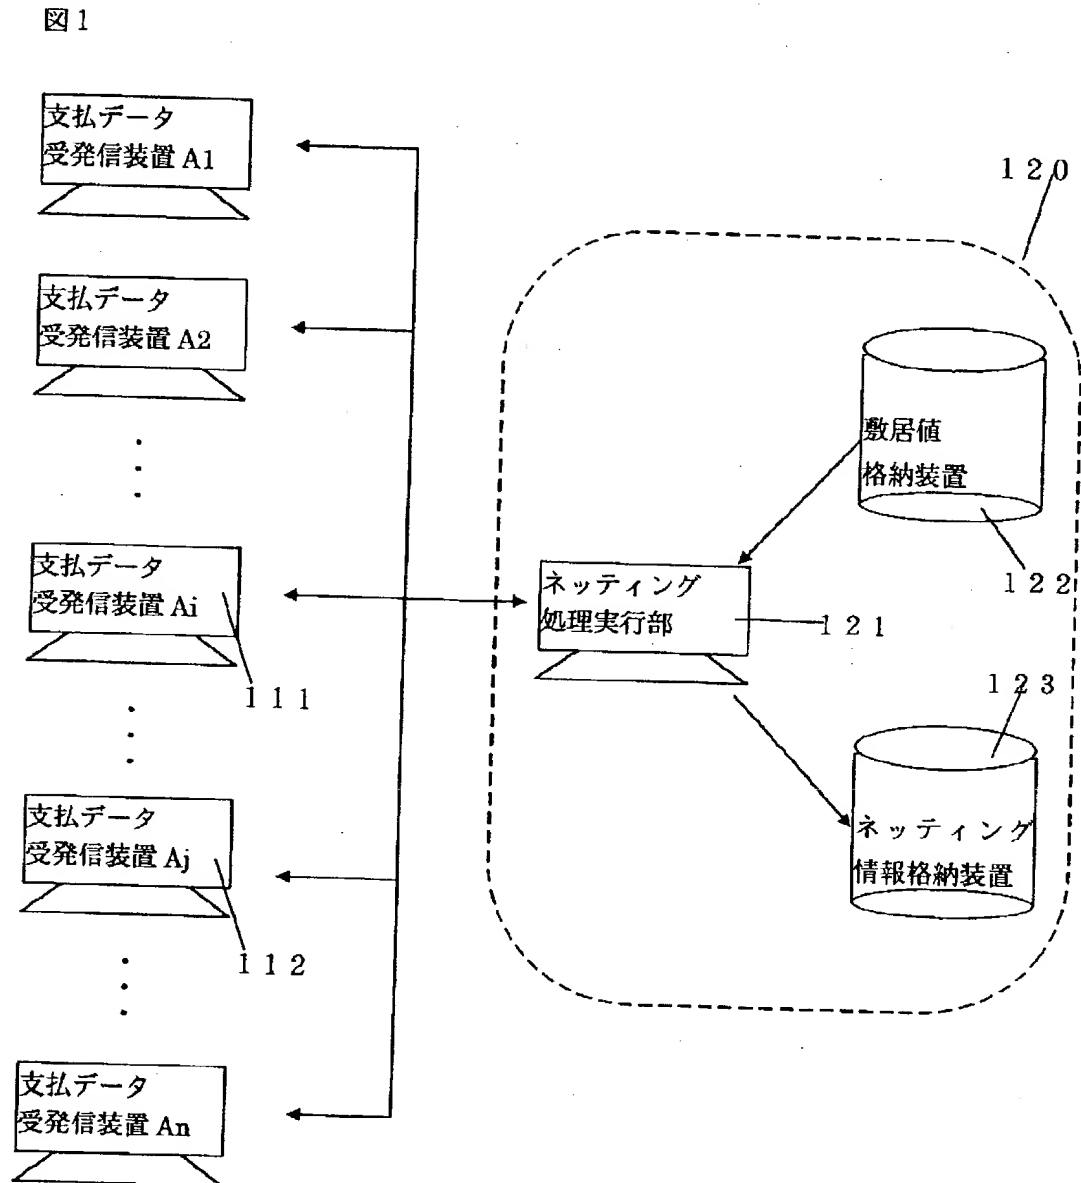 図1
支払データ
受発信装置 A1
支払データ
受発信装置 A2
支払データ
受発信装置 Ai
111
支払データ
受発信装置 Aj
112
支払データ
受発信装置 An
120
敷居値
格納装置
122
ネッティング
処理実行部
121
123
ネッティング
情報格納装置